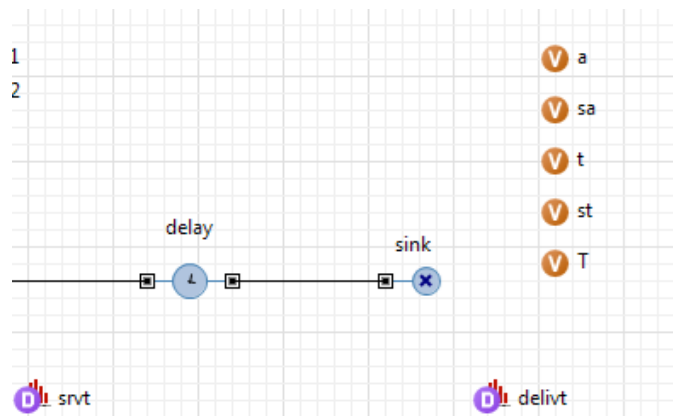 1
V a
2
V sa
V t
delay
V st
sink
V T
D srvt
D delivt